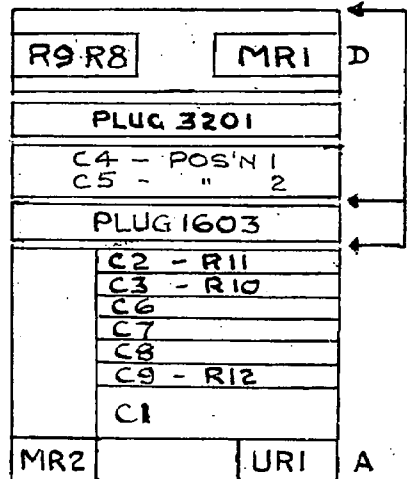 R9 R8 MR1 D
PLUG 3201
C4 - POS'N 1
C5 - " 2
PLUG 1603
C2 - R11
C3 - R10
C6
C7
C8
C9 - R12
C1
MR2 UR1 A